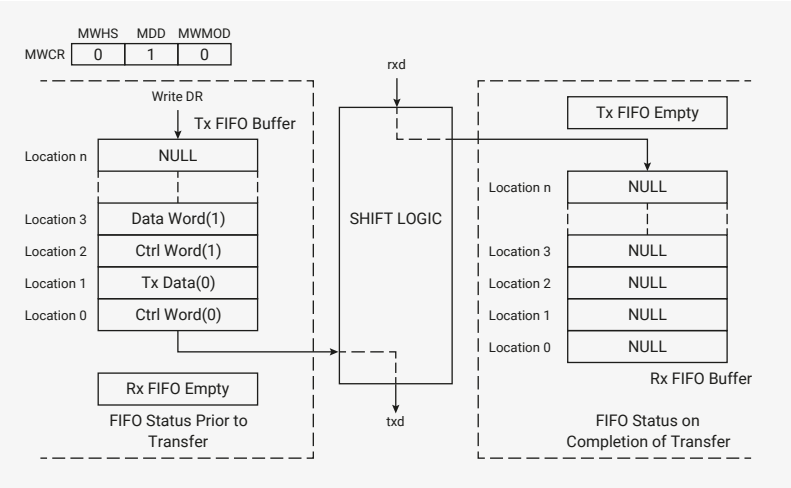 MWHS MDD MWMOD
MWCR 0 1 0
rxd
Write DR
Tx FIFO Buffer
Location n NULL
Location 3 Data Word(1)
Location 2 Ctrl Word(1)
Location 1 Tx Data(0)
Location 0 Ctrl Word(0)
Rx FIFO Empty
FIFO Status Prior to
Transfer
SHIFT LOGIC
txd
Tx FIFO Empty
Location n NULL
Location 3 NULL
Location 2 NULL
Location 1 NULL
Location 0 NULL
Rx FIFO Buffer
FIFO Status on
Completion of Transfer